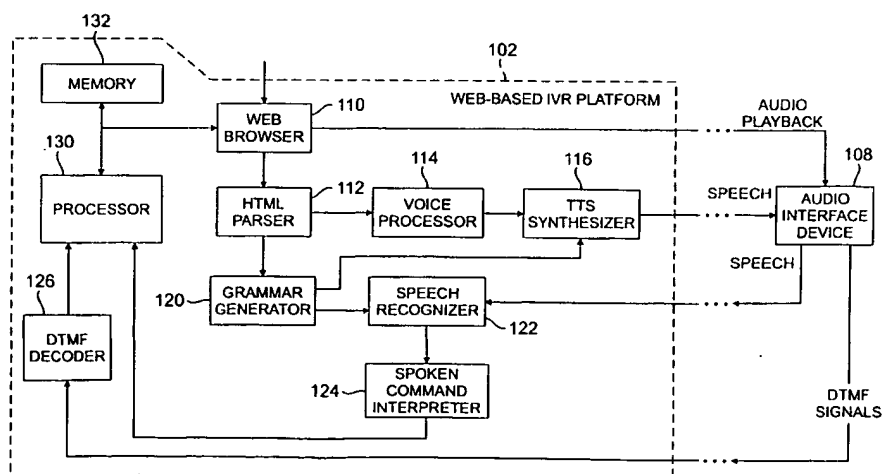 132
102
MEMORY
WEB-BASED IVR PLATFORM
110
WEB
BROWSER
AUDIO
PLAYBACK
130
PROCESSOR
112
HTML
PARSER
114
VOICE
PROCESSOR
116
TTS
SYNTHESIZER
SPEECH
108
AUDIO
INTERFACE
DEVICE
SPEECH
126
DTMF
DECODER
120
GRAMMAR
GENERATOR
SPEECH
RECOGNIZER
122
124
SPOKEN
COMMAND
INTERPRETER
DTMF
SIGNALS